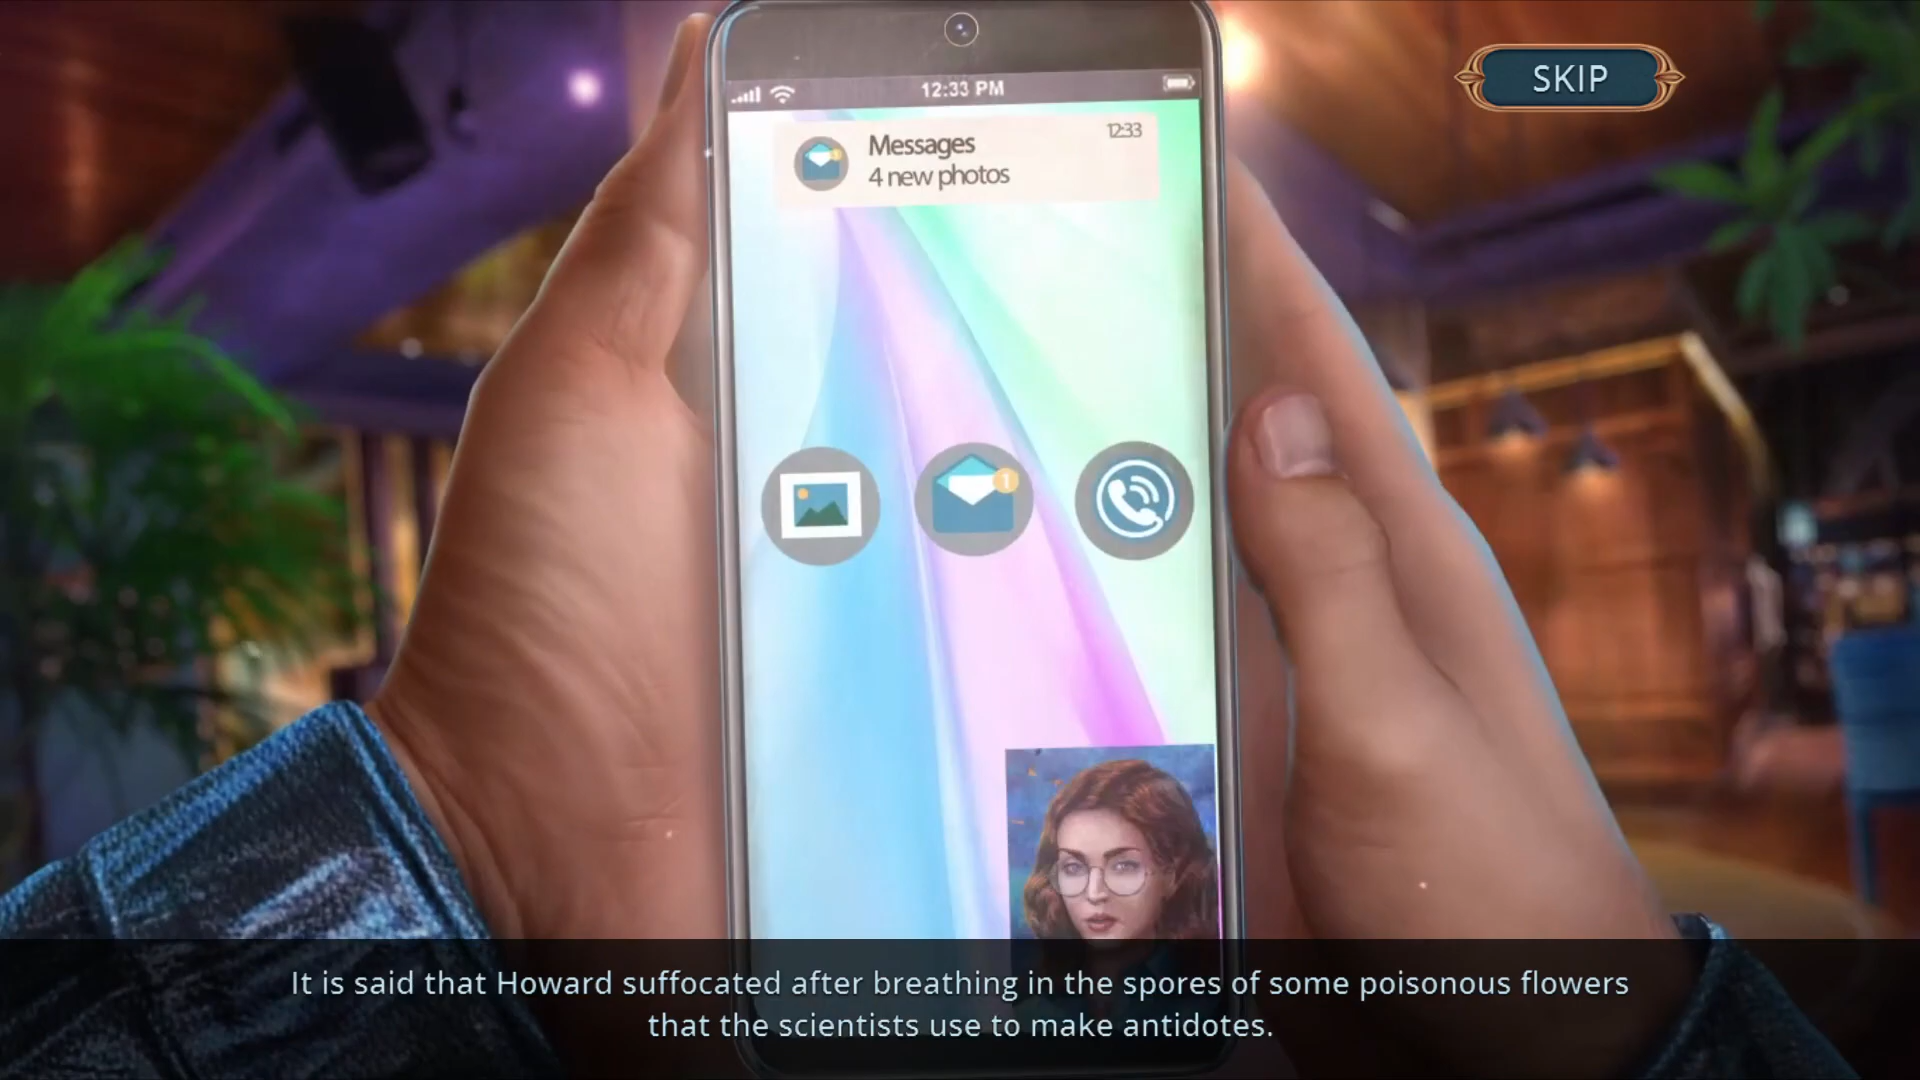 SKIP
12:33 PM
Messages
12:33
4 new photos
1
It is said that Howard suffocated after breathing in the spores of some poisonous flowers
that the scientists use to make antidotes.